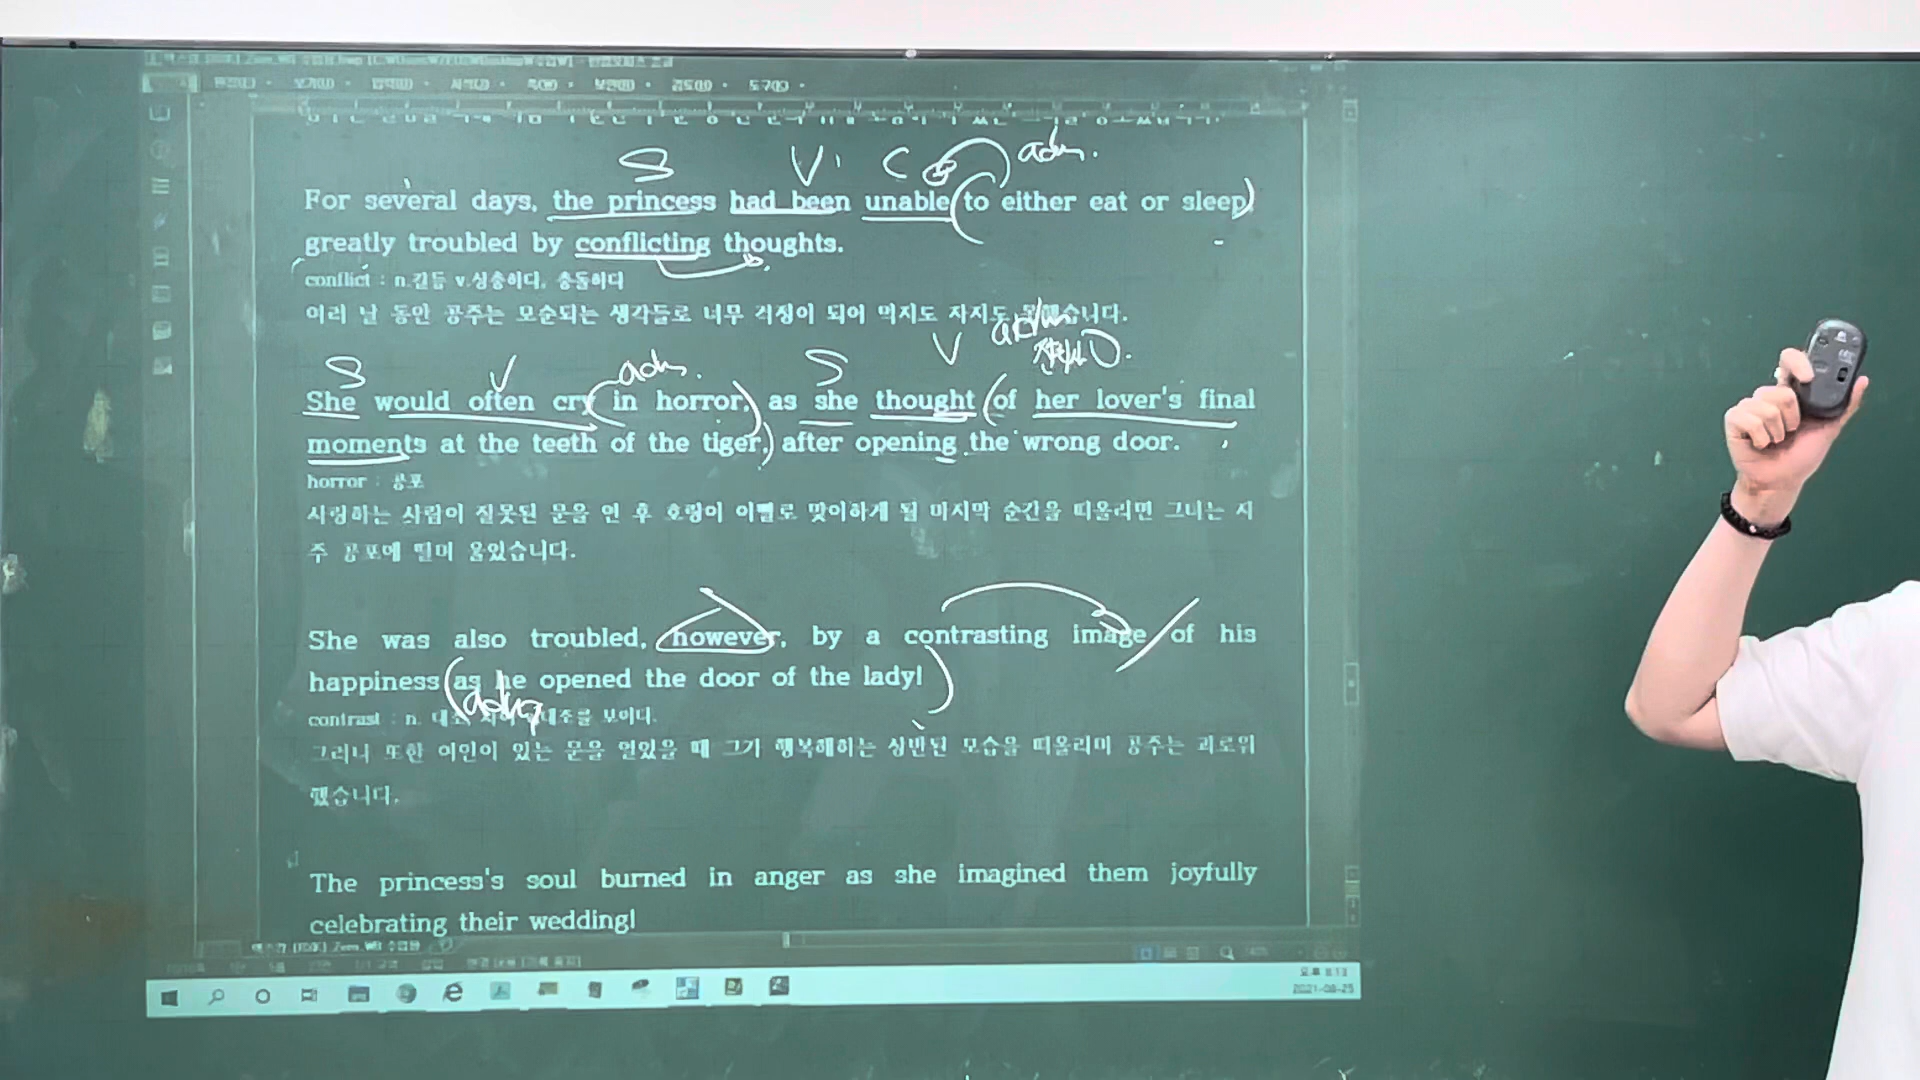 S V C adv.
For several days, the princess had been unable (to either eat or sleep)
greatly troubled by conflicting thoughts.
conflict : n.갈등 v.상충하다, 충돌하다
여러 날 동안 공주는 모순되는 생각들로 너무 걱정이 되어 먹지도 자지도 못했습니다.
S V adv. S V
She would often cry (in horror,) as she thought (of her lover's final
moments at the teeth of the tiger,) after opening the wrong door.
horror : 공포
사랑하는 사람이 잘못된 문을 연 후 호랑이 이빨로 맞이하게 될 마지막 순간을 떠올리면 그녀는 자
주 공포에 떨며 울었습니다.
She was also troubled, however, by a contrasting image / of his
happiness (as he opened the door of the lady!)
contrast : n. 대조를 보이다.
그러나 또한 여인이 있는 문을 열었을 때 그가 행복해하는 상반된 모습을 떠올리며 공주는 괴로워
했습니다.
The princess's soul burned in anger as she imagined them joyfully
celebrating their wedding!
2021-08-25